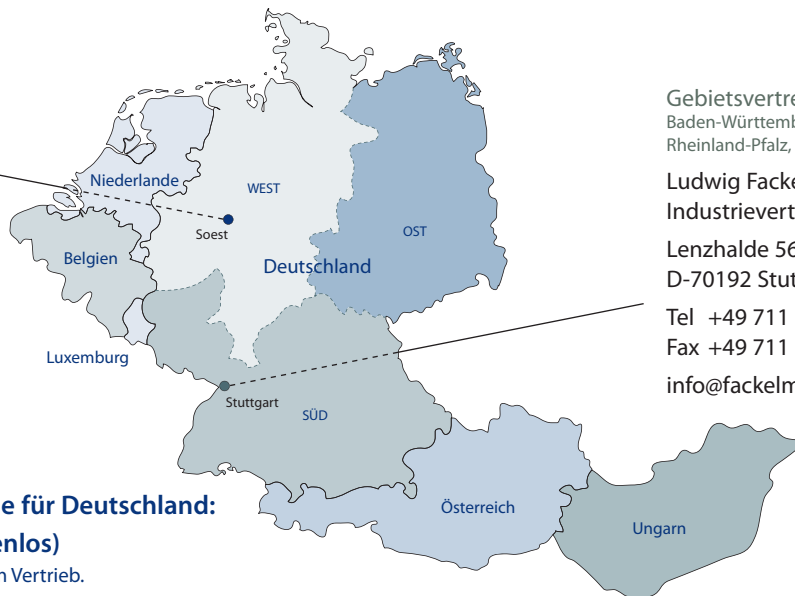 Gebietsvertre
Baden-Württemb
Rheinland-Pfalz,
Ludwig Facke
Industrievert
Lenzhalde 56
D-70192 Stut
Tel +49 711
Fax +49 711
info@fackelm
Niederlande
WEST
Soest
OST
Belgien
Deutschland
Luxemburg
Stuttgart
SÜD
Österreich
Ungarn
e für Deutschland:
enlos)
m Vertrieb.